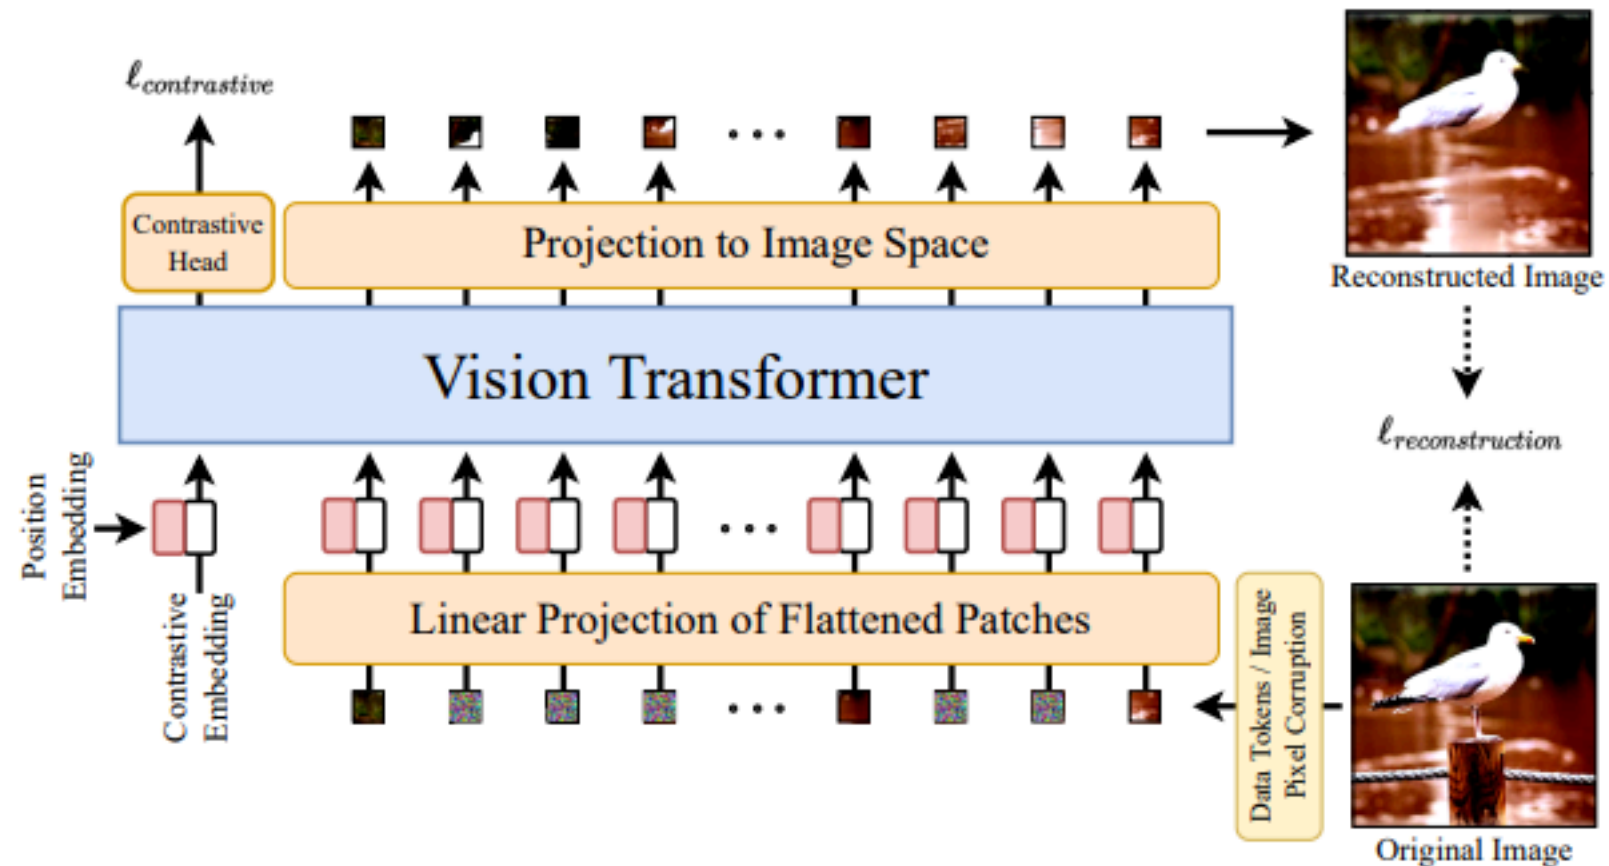 ℓcontrastive
Contrastive
Head
Projection to Image Space
Reconstructed Image
Vision Transformer
ℓreconstruction
Position
Embedding
Contrastive
Embedding
Linear Projection of Flattened Patches
Data Tokens / Image
Pixel Corruption
Original Image